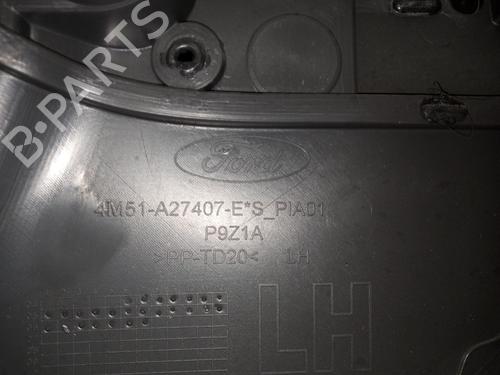 B-PARTS
Ford
4M51-A27407-E*S_PIA01
P9Z1A
>PP-TD20< LH
LH